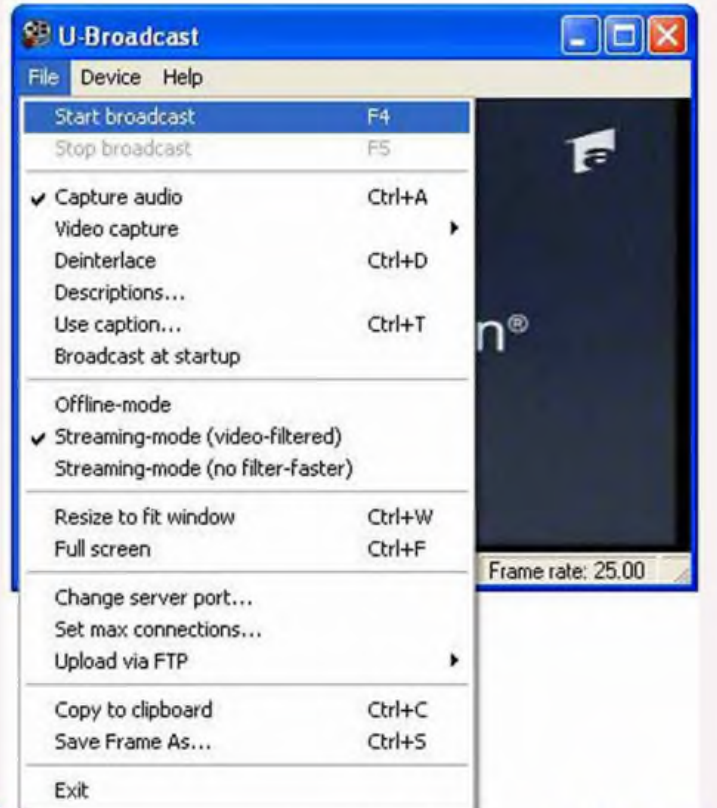 U-Broadcast
File Device Help
Start broadcast F4
Stop broadcast F5
Capture audio Ctrl+A
Video capture
Deinterlace Ctrl+D
Descriptions...
Use caption... Ctrl+T
Broadcast at startup
n®
Offline-mode
Streaming-mode (video-filtered)
Streaming-mode (no filter-faster)
Resize to fit window Ctrl+W
Full screen Ctrl+F
Frame rate: 25.00
Change server port...
Set max connections...
Upload via FTP
Copy to clipboard Ctrl+C
Save Frame As... Ctrl+S
Exit